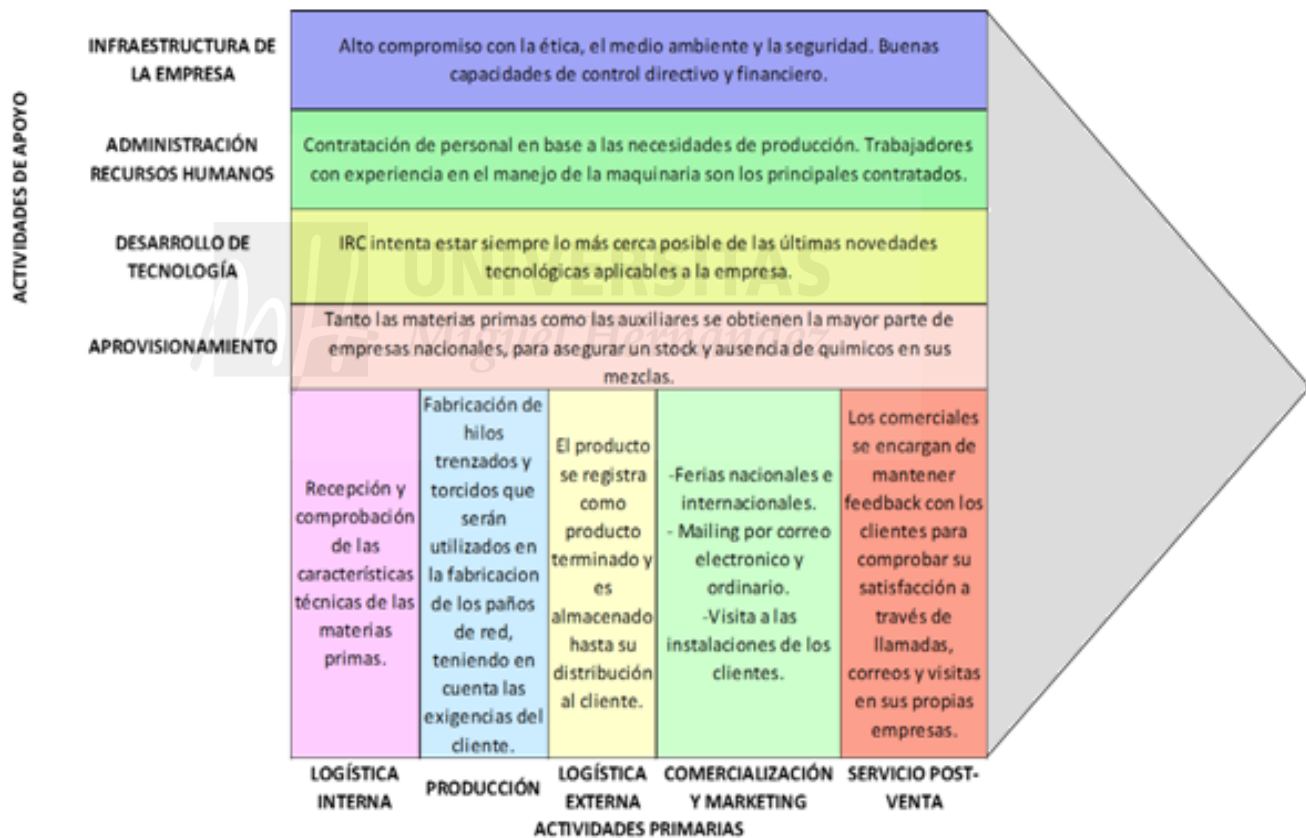 ACTIVIDADES DE APOYO
INFRAESTRUCTURA DE
LA EMPRESA
Alto compromiso con la ética, el medio ambiente y la seguridad. Buenas
capacidades de control directivo y financiero.
ADMINISTRACIÓN
RECURSOS HUMANOS
Contratación de personal en base a las necesidades de producción. Trabajadores
con experiencia en el manejo de la maquinaria son los principales contratados.
DESARROLLO DE
TECNOLOGÍA
IRC intenta estar siempre lo más cerca posible de las últimas novedades
tecnológicas aplicables a la empresa.
APROVISIONAMIENTO
Tanto las materias primas como las auxiliares se obtienen la mayor parte de
empresas nacionales, para asegurar un stock y ausencia de quimicos en sus
mezclas.
UNIVERSITAS
Miguel Hernández
Recepción y
comprobación
de las
características
técnicas de las
materias
primas.
Fabricación de
hilos
trenzados y
torcidos que
serán
utilizados en
la fabricacion
de los paños
de red,
teniendo en
cuenta las
exigencias del
cliente.
El producto
se registra
como
producto
terminado y
es
almacenado
hasta su
distribución
al cliente.
-Ferias nacionales e
internacionales.
- Mailing por correo
electronico y
ordinario.
-Visita a las
instalaciones de los
clientes.
Los comerciales
se encargan de
mantener
feedback con los
clientes para
comprobar su
satisfacción a
través de
llamadas,
correos y visitas
en sus propias
empresas.
LOGÍSTICA
INTERNA
PRODUCCIÓN
LOGÍSTICA
EXTERNA
COMERCIALIZACIÓN
Y MARKETING
SERVICIO POST-
VENTA
ACTIVIDADES PRIMARIAS